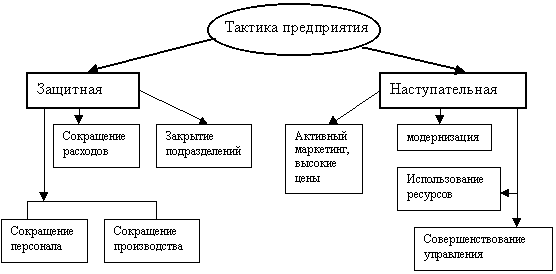 Тактика предприятия
Защитная
Наступательная
Сокращение
расходов
Закрытие
подразделений
Активный
маркетинг,
высокие
цены
модернизация
Использование
ресурсов
Сокращение
персонала
Сокращение
производства
Совершенствование
управления